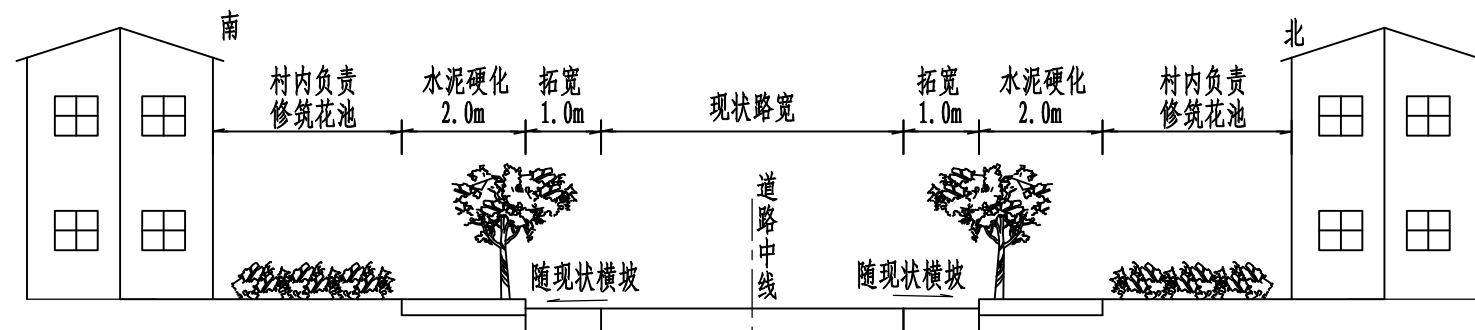 南
北
村内负责
修筑花池
水泥硬化
2.0m
拓宽
1.0m
现状路宽
拓宽
1.0m
水泥硬化
2.0m
村内负责
修筑花池
道路中线
随现状横坡
随现状横坡